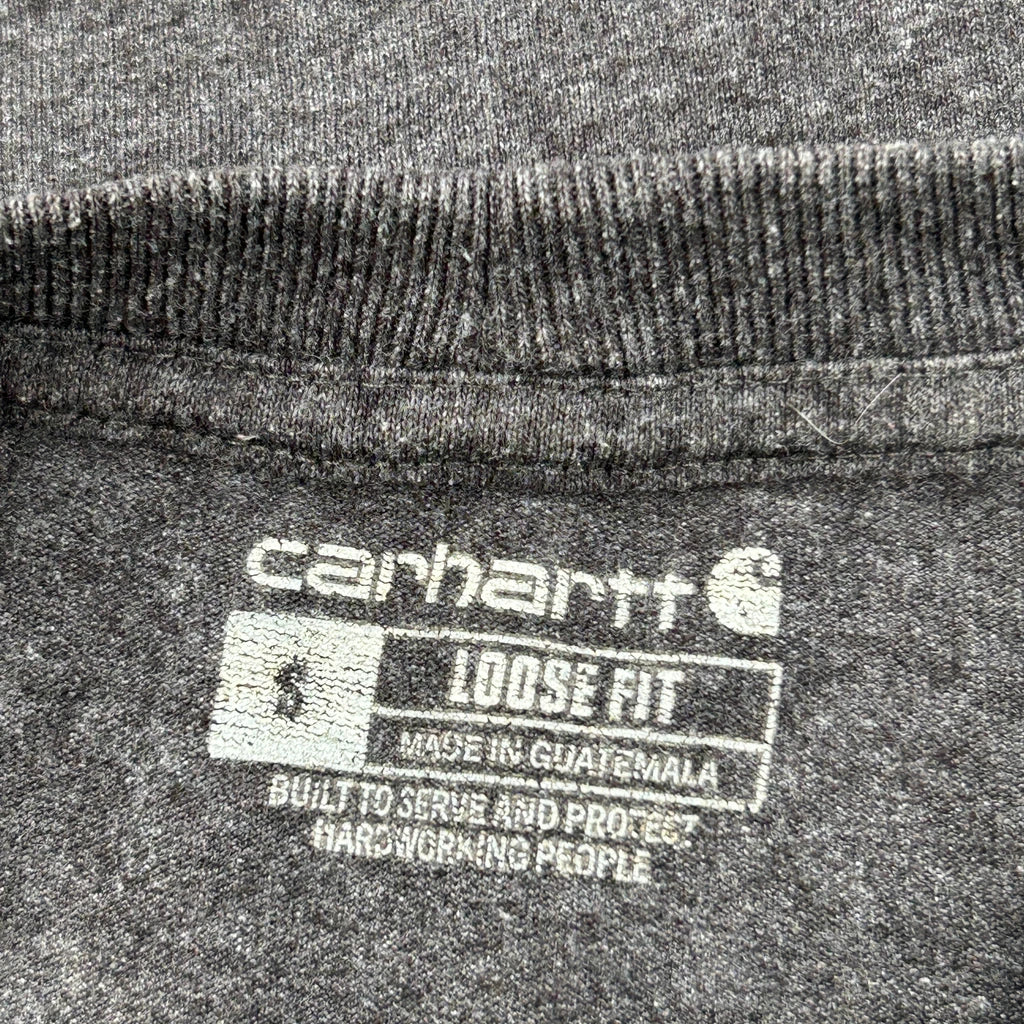 carhartt
S
LOOSE FIT
MADE IN GUATEMALA
BUILT TO SERVE AND PROTECT
HARDWORKING PEOPLE